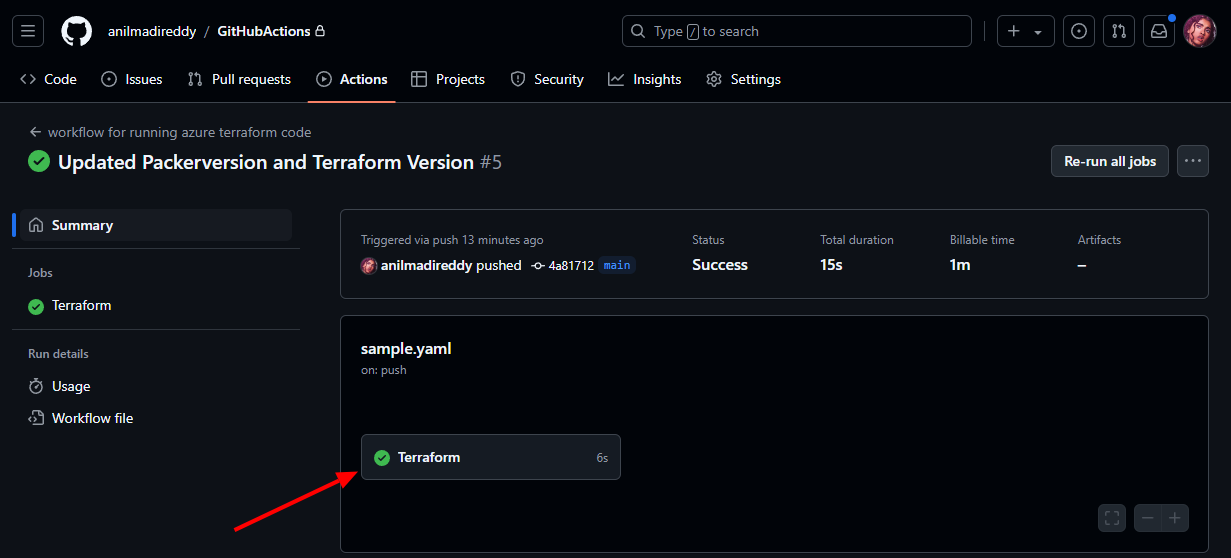 anilmadireddy / GitHubActions
Type / to search
Code Issues Pull requests Actions Projects Security Insights Settings
workflow for running azure terraform code
Updated Packerversion and Terraform Version #5
Re-run all jobs
Summary
Jobs
Terraform
Run details
Usage
Workflow file
Triggered via push 13 minutes ago
anilmadireddy pushed 4a81712 main
Status
Success
Total duration
15s
Billable time
1m
Artifacts
–
sample.yaml
on: push
Terraform 6s